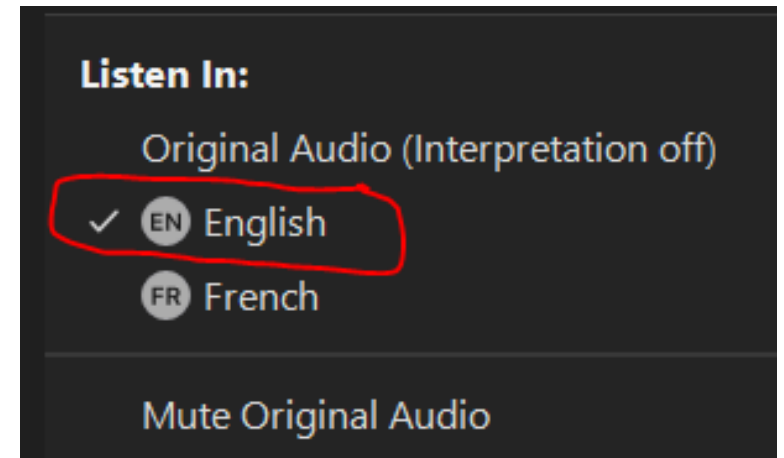 Listen In:
Original Audio (Interpretation off)
EN English
FR French
Mute Original Audio